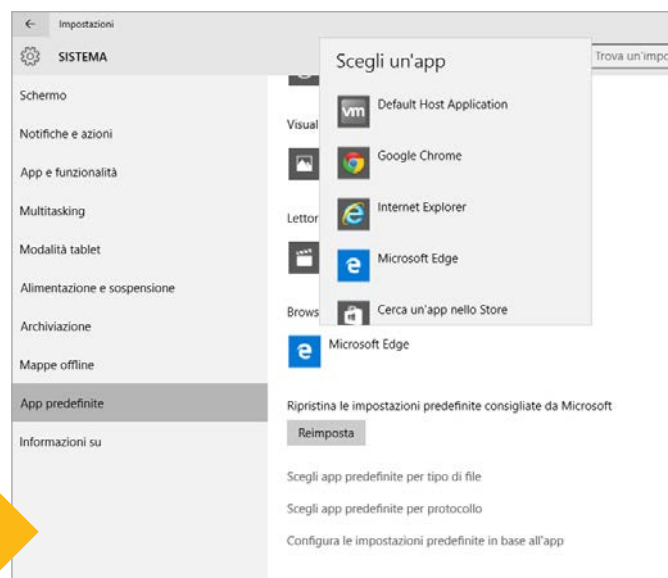 Impostazioni
SISTEMA
Trova un'impo
Schermo
Notifiche e azioni
App e funzionalità
Multitasking
Modalità tablet
Alimentazione e sospensione
Archiviazione
Mappe offline
App predefinite
Informazioni su
Scegli un'app
vm
Default Host Application
Google Chrome
Internet Explorer
Microsoft Edge
Cerca un'app nello Store
Visual
Lettor
Brows
Microsoft Edge
Ripristina le impostazioni predefinite consigliate da Microsoft
Reimposta
Scegli app predefinite per tipo di file
Scegli app predefinite per protocollo
Configura le impostazioni predefinite in base all'app